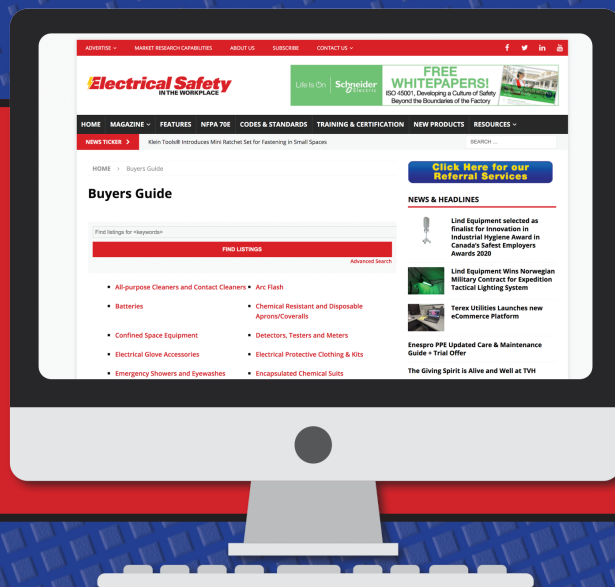 ADVERTISE MARKET RESEARCH CAPABILITIES ABOUT US SUBSCRIBE CONTACT US
Electrical Safety
IN THE WORKPLACE
Life Is On Schneider Electric
FREE
WHITEPAPERS!
ISO 45001, Developing a Culture of Safety
Beyond the Boundaries of the Factory
HOME MAGAZINE FEATURES NFPA 70E CODES & STANDARDS TRAINING & CERTIFICATION NEW PRODUCTS RESOURCES
NEWS TICKER Klein Tools® Introduces Mini Ratchet Set for Fastening in Small Spaces
SEARCH ...
HOME > Buyers Guide
Buyers Guide
Find listings for <keywords>
FIND LISTINGS
Advanced Search
All-purpose Cleaners and Contact Cleaners
Arc Flash
Batteries
Chemical Resistant and Disposable
Aprons/Coveralls
Confined Space Equipment
Detectors, Testers and Meters
Electrical Glove Accessories
Electrical Protective Clothing & Kits
Emergency Showers and Eyewashes
Encapsulated Chemical Suits
Click Here for our
Referral Services
NEWS & HEADLINES
Lind Equipment selected as
finalist for Innovation in
Industrial Hygiene Award in
Canada's Safest Employers
Awards 2020
Lind Equipment Wins Norwegian
Military Contract for Expedition
Tactical Lighting System
Terex Utilities Launches new
eCommerce Platform
Enespro PPE Updated Care & Maintenance
Guide + Trial Offer
The Giving Spirit is Alive and Well at TVH